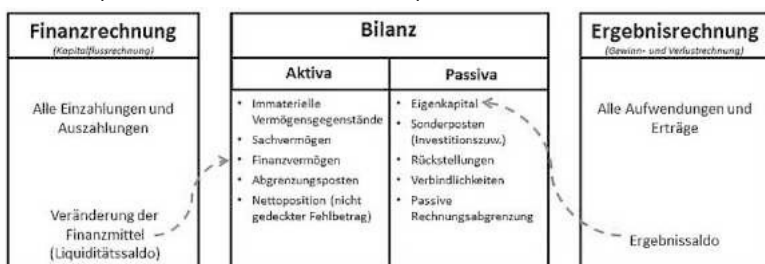 Finanzrechnung
(Kapitalflussrechnung)
Alle Einzahlungen und
Auszahlungen
Veränderung der
Finanzmittel
(Liquiditätssaldo)
Bilanz
Aktiva
• Immaterielle
Vermögensgegenstände
• Sachvermögen
• Finanzvermögen
• Abgrenzungsposten
• Nettoposition (nicht
gedeckter Fehlbetrag)
Passiva
• Eigenkapital
• Sonderposten
(Investitionszuw.)
• Rückstellungen
• Verbindlichkeiten
• Passive
Rechnungsabgrenzung
Ergebnisrechnung
(Gewinn- und Verlustrechnung)
Alle Aufwendungen und
Erträge
Ergebnissaldo